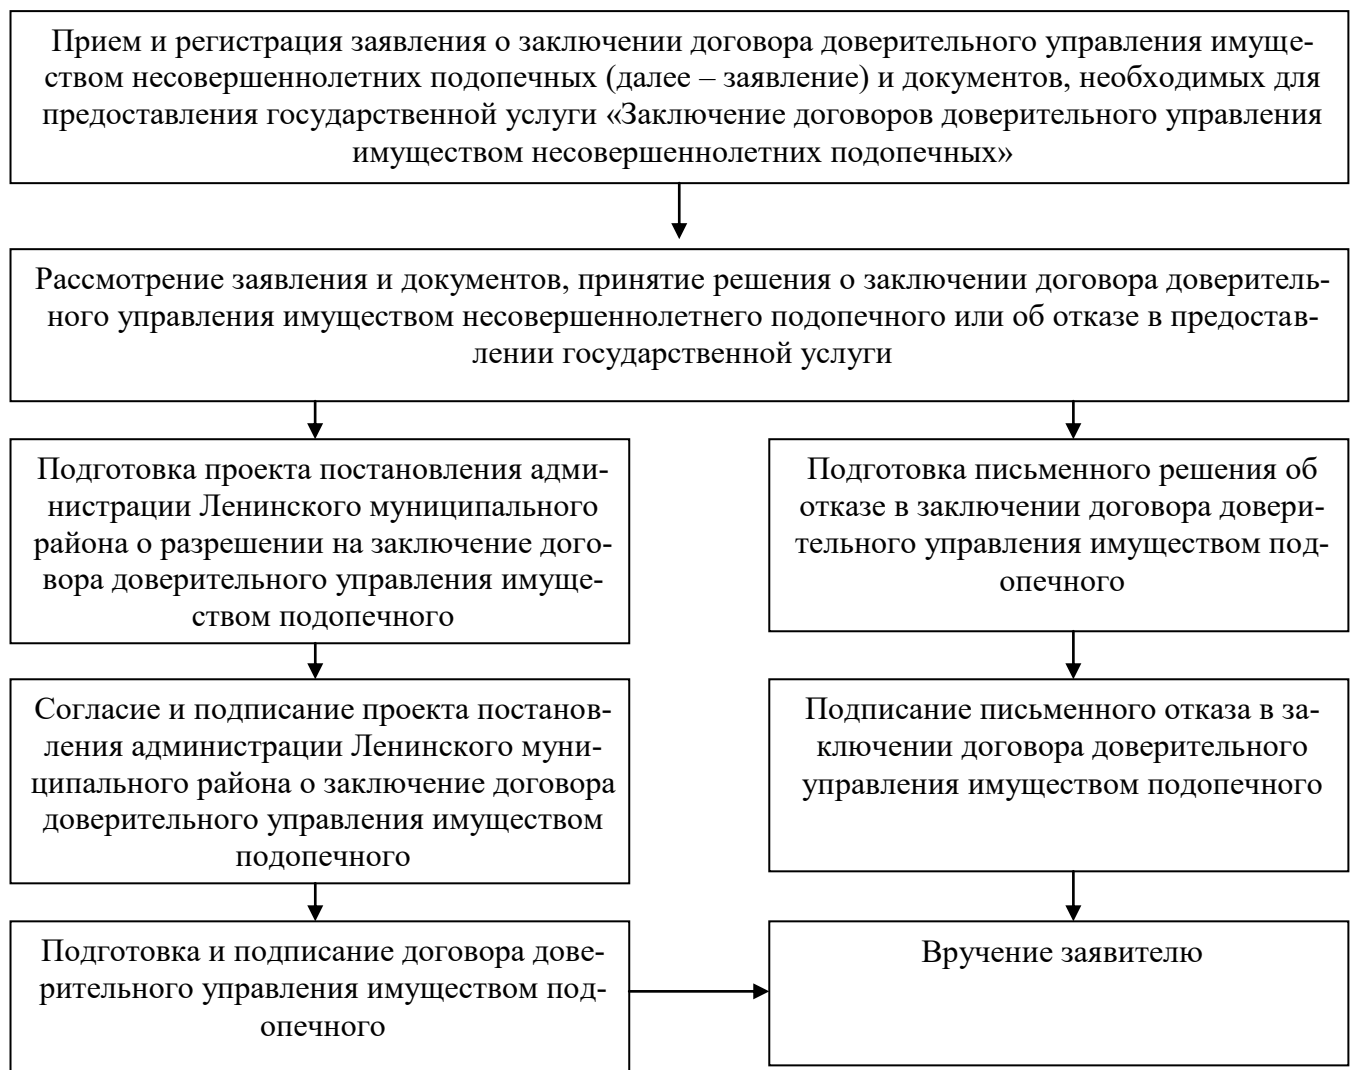 Прием и регистрация заявления о заключении договора доверительного управления имуще-
ством несовершеннолетних подопечных (далее – заявление) и документов, необходимых для
предоставления государственной услуги «Заключение договоров доверительного управления
имуществом несовершеннолетних подопечных»
Рассмотрение заявления и документов, принятие решения о заключении договора доверитель-
ного управления имуществом несовершеннолетнего подопечного или об отказе в предостав-
лении государственной услуги
Подготовка проекта постановления адми-
нистрации Ленинского муниципального
района о разрешении на заключение дого-
вора доверительного управления имуще-
ством подопечного
Подготовка письменного решения об
отказе в заключении договора довери-
тельного управления имуществом под-
опечного
Согласие и подписание проекта постанов-
ления администрации Ленинского муни-
ципального района о заключение договора
доверительного управления имуществом
подопечного
Подписание письменного отказа в за-
ключении договора доверительного
управления имуществом подопечного
Подготовка и подписание договора дове-
рительного управления имуществом под-
опечного
Вручение заявителю